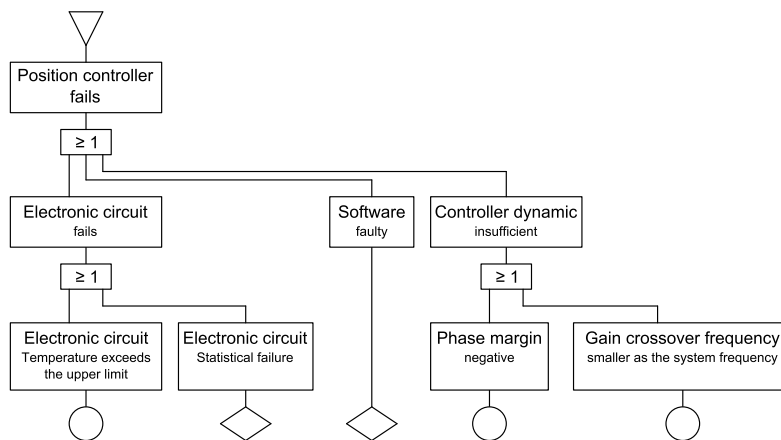 Position controller
fails
≥ 1
Electronic circuit
fails
Software
faulty
Controller dynamic
insufficient
≥ 1
≥ 1
Electronic circuit
Temperature exceeds
the upper limit
Electronic circuit
Statistical failure
Phase margin
negative
Gain crossover frequency
smaller as the system frequency